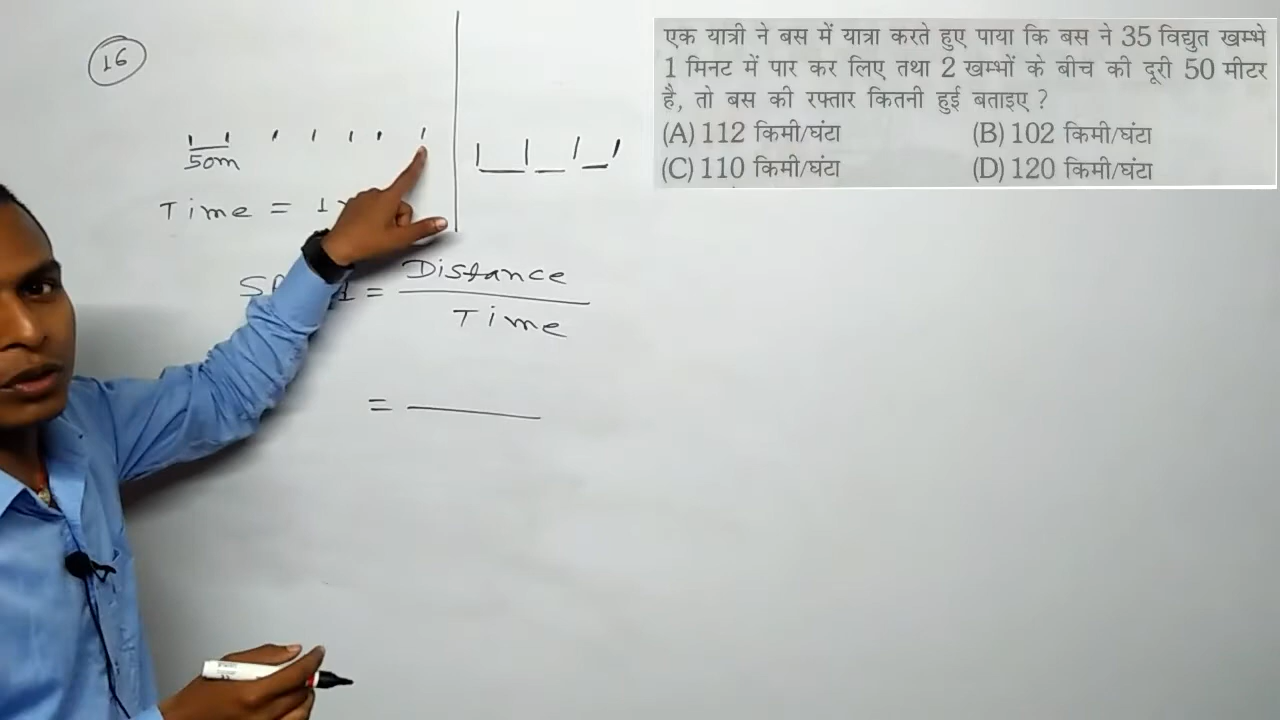 16
एक यात्री ने बस में यात्रा करते हुए पाया कि बस ने 35 विद्युत खम्भे
1 मिनट में पार कर लिए तथा 2 खम्भों के बीच की दूरी 50 मीटर
है, तो बस की रफ्तार कितनी हुई बताइए ?
(A) 112 किमी/घंटा (B) 102 किमी/घंटा
(C) 110 किमी/घंटा (D) 120 किमी/घंटा
50m
Time = 1
= Distance
Time
=